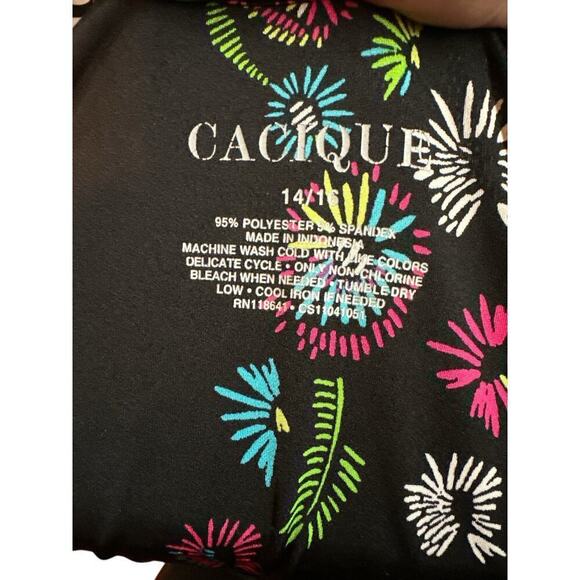 CACIQUE
14/16
95% POLYESTER 5% SPANDEX
MADE IN INDONESIA
MACHINE WASH COLD WITH LIKE COLORS
DELICATE CYCLE • ONLY NON-CHLORINE
BLEACH WHEN NEEDED • TUMBLE DRY
LOW • COOL IRON IF NEEDED
RN118641 • CS11041051